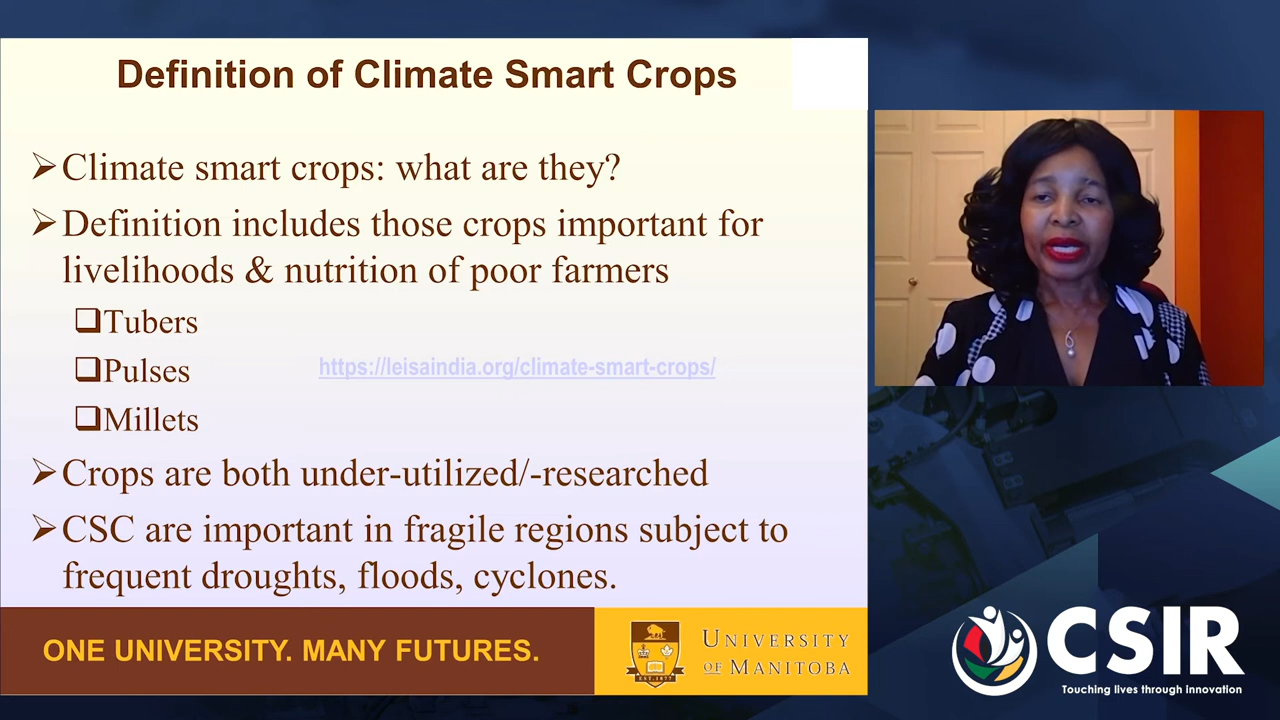 Definition of Climate Smart Crops
Climate smart crops: what are they?
Definition includes those crops important for
livelihoods & nutrition of poor farmers
Tubers
Pulses
https://leisaindia.org/climate-smart-crops/
Millets
Crops are both under-utilized/-researched
CSC are important in fragile regions subject to
frequent droughts, floods, cyclones.
ONE UNIVERSITY. MANY FUTURES.
EST. 1877
UNIVERSITY
OF MANITOBA
CSIR
Touching lives through innovation